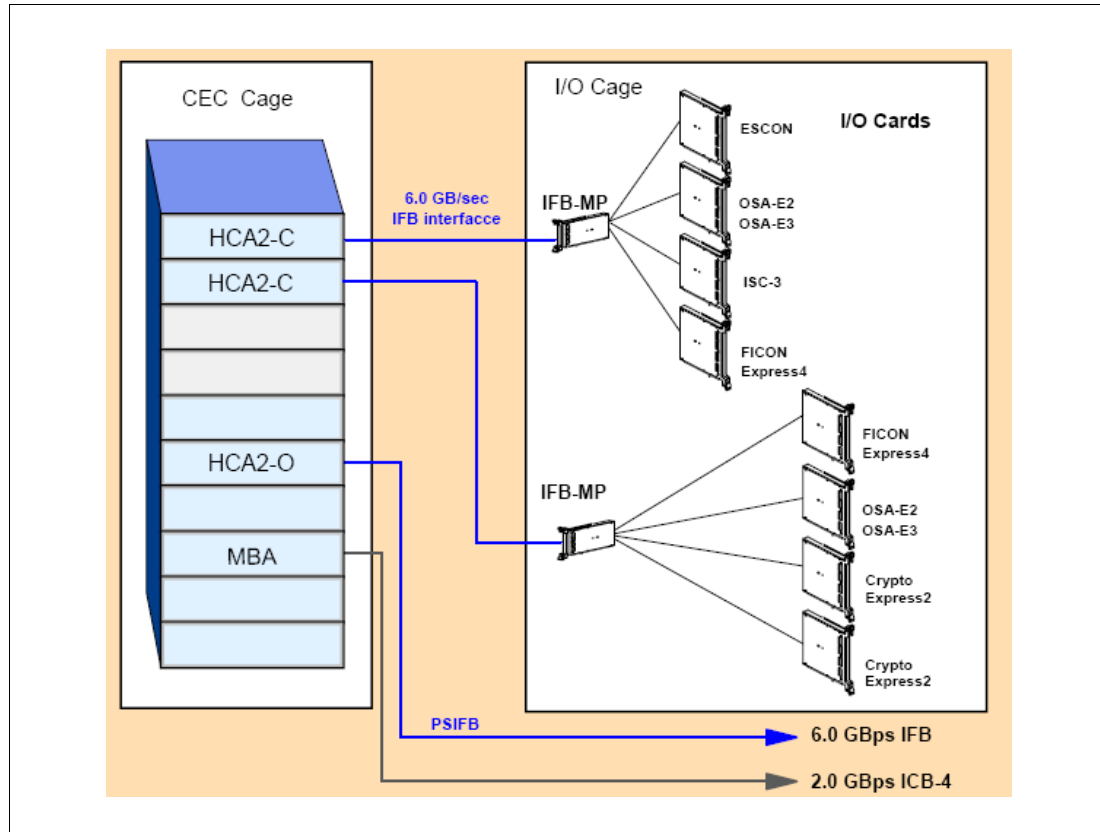 CEC Cage
HCA2-C
HCA2-C
HCA2-O
MBA
6.0 GB/sec
IFB interfacce
PSIFB
I/O Cage
I/O Cards
IFB-MP
ESCON
OSA-E2
OSA-E3
ISC-3
FICON
Express4
IFB-MP
FICON
Express4
OSA-E2
OSA-E3
Crypto
Express2
Crypto
Express2
6.0 GBps IFB
2.0 GBps ICB-4